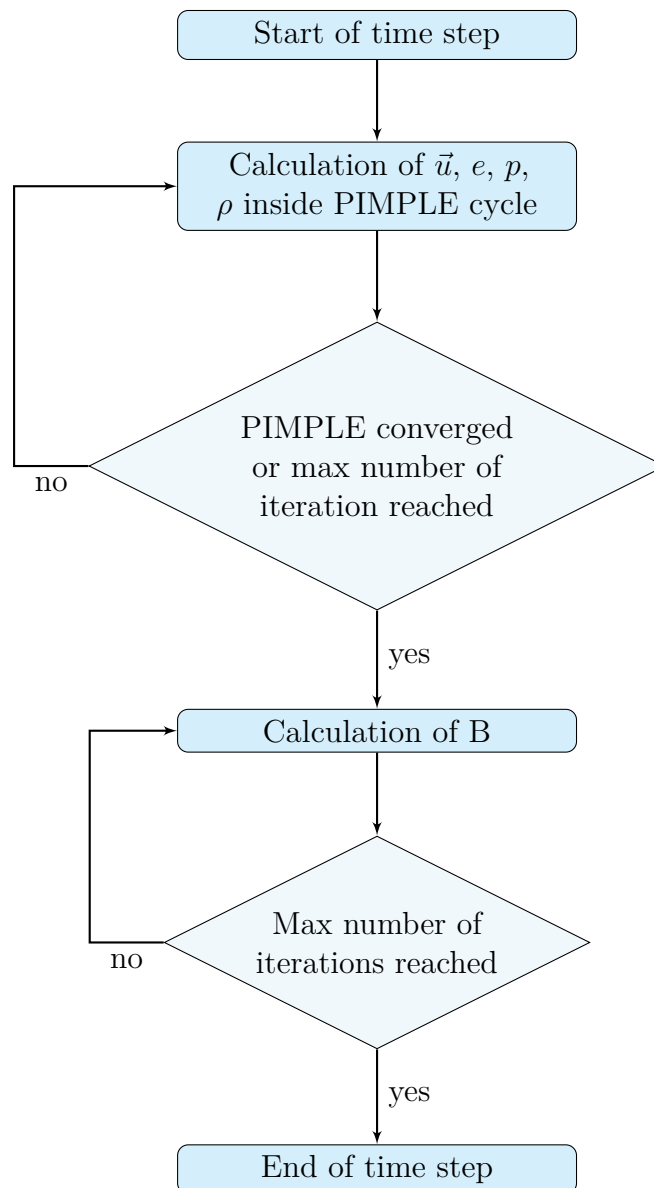 Start of time step
Calculation of $\vec{u}$, e, p,
ρ inside PIMPLE cycle
PIMPLE converged
or max number of
iteration reached
no
yes
Calculation of B
Max number of
iterations reached
no
yes
End of time step